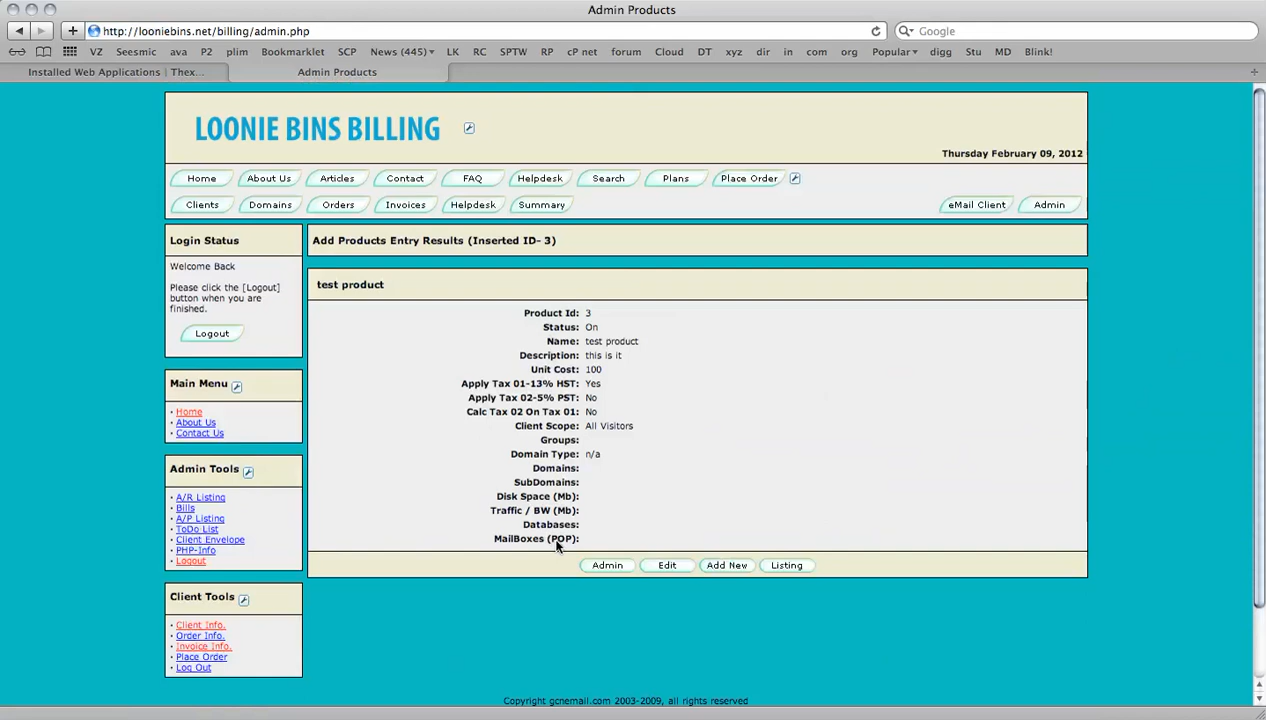 Admin Products
http://looniebins.net/billing/admin.php
Google
VZ Seesmic ava P2 plim Bookmarklet SCP News (445) LK RC SPTW RP cP net forum Cloud DT xyz dir in com org Popular digg Stu MD Blink!
Installed Web Applications | Thex...
Admin Products
LOONIE BINS BILLING
Thursday February 09, 2012
Home About Us Articles Contact FAQ Helpdesk Search Plans Place Order
Clients Domains Orders Invoices Helpdesk Summary eMail Client Admin
Login Status
Welcome Back
Please click the [Logout]
button when you are
finished.
Logout
Main Menu
· Home
· About Us
· Contact Us
Admin Tools
· A/R Listing
· Bills
· A/P Listing
· ToDo List
· Client Envelope
· PHP-Info
· Logout
Client Tools
· Client Info.
· Order Info.
· Invoice Info.
· Place Order
· Log Out
Add Products Entry Results (Inserted ID- 3)
test product
Product Id: 3
Status: On
Name: test product
Description: this is it
Unit Cost: 100
Apply Tax 01-13% HST: Yes
Apply Tax 02-5% PST: No
Calc Tax 02 On Tax 01: No
Client Scope: All Visitors
Groups:
Domain Type: n/a
Domains:
SubDomains:
Disk Space (Mb):
Traffic / BW (Mb):
Databases:
MailBoxes (POP):
Admin Edit Add New Listing
Copyright gcnemail.com 2003-2009, all rights reserved